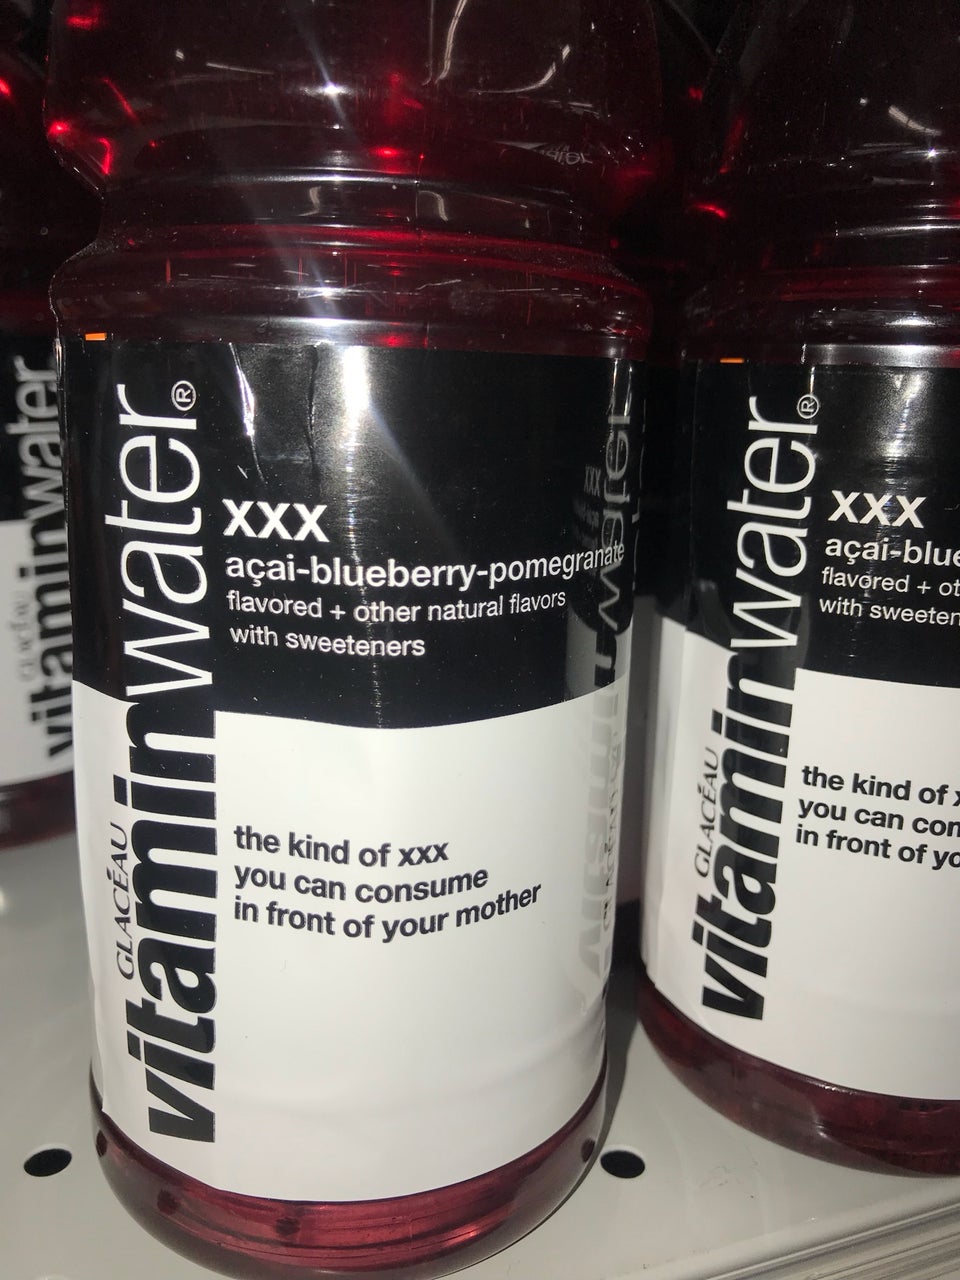 GLACÉAU
vitaminwater®
xxx
açai-blueberry-pomegranate
flavored + other natural flavors
with sweeteners
the kind of xxx
you can consume
in front of your mother
GLACÉAU
vitaminwater®
xxx
açai-blue
flavored + ot
with sweeten
the kind of x
you can con
in front of yo
GLACÉAU
vitaminwater